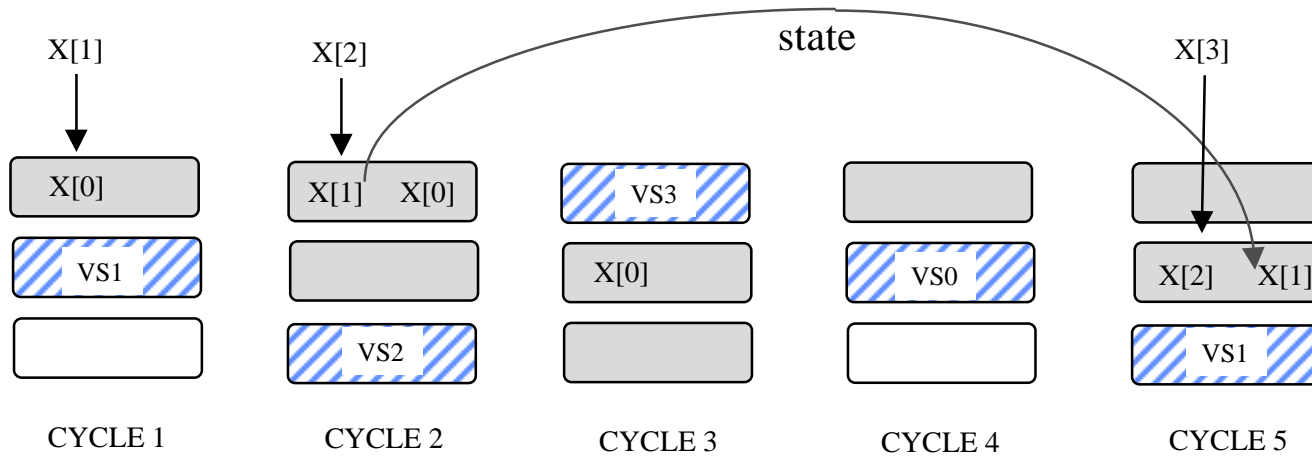 state
X[1]
X[2]
X[3]
X[0]
X[1] X[0]
VS3
VS1
X[0]
VS0
X[2] X[1]
VS2
VS1
CYCLE 1
CYCLE 2
CYCLE 3
CYCLE 4
CYCLE 5